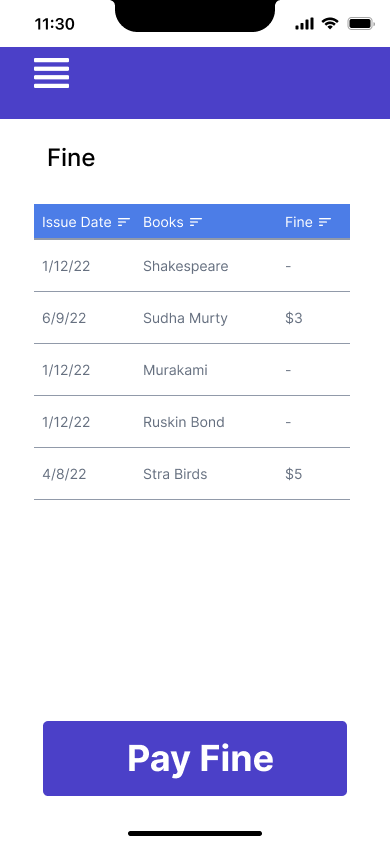 11:30
Fine
Issue Date Books Fine
1/12/22 Shakespeare -
6/9/22 Sudha Murty $3
1/12/22 Murakami -
1/12/22 Ruskin Bond -
4/8/22 Stra Birds $5
Pay Fine